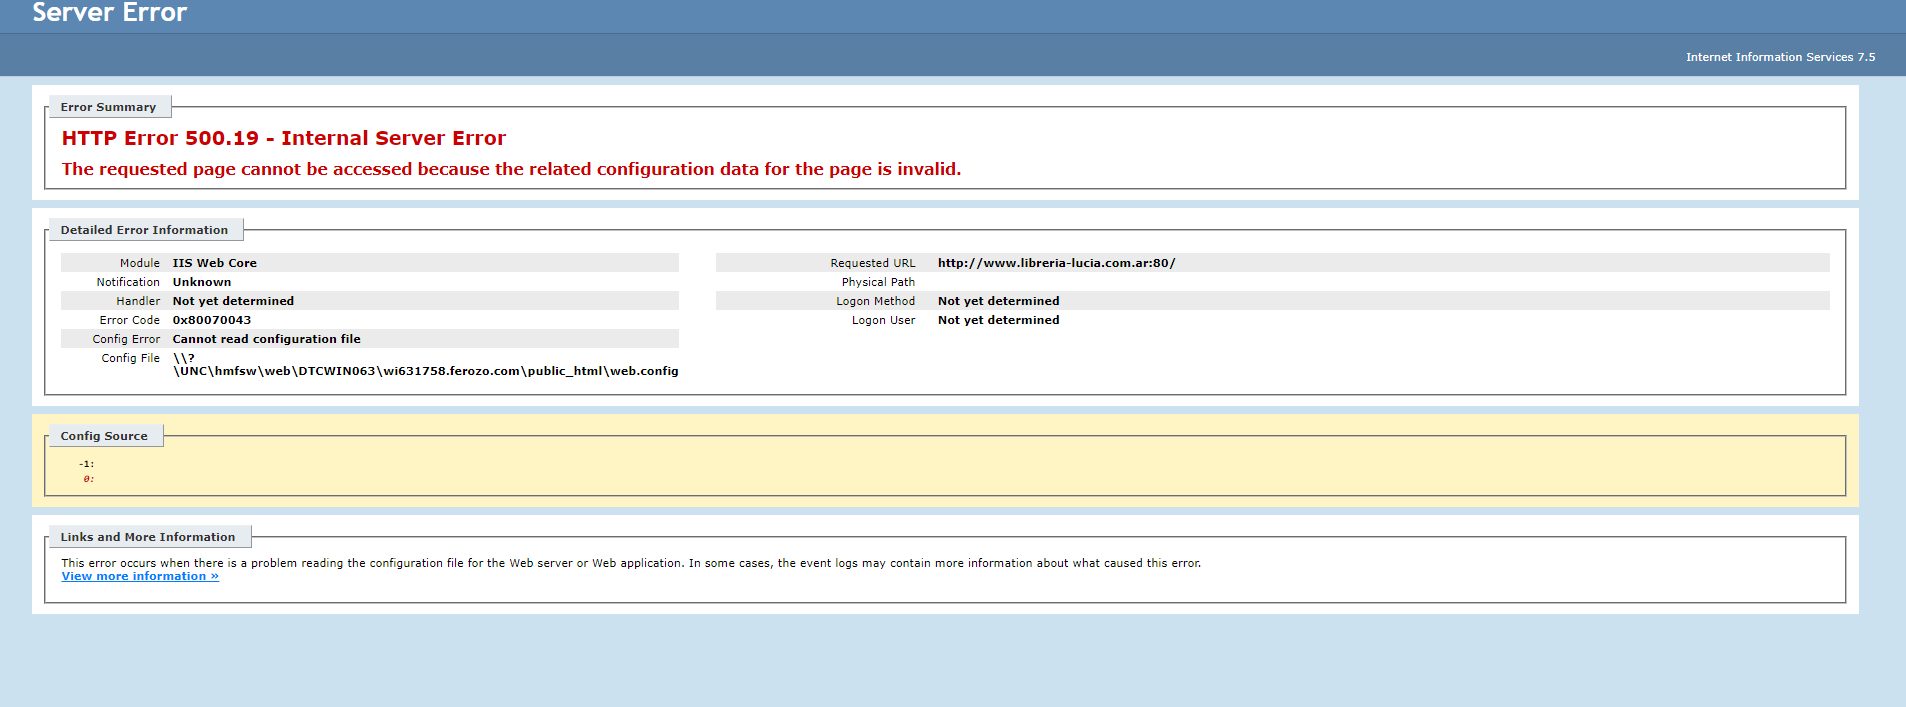 Server Error
Internet Information Services 7.5
Error Summary
HTTP Error 500.19 - Internal Server Error
The requested page cannot be accessed because the related configuration data for the page is invalid.
Detailed Error Information
Module IIS Web Core
Notification Unknown
Handler Not yet determined
Error Code 0x80070043
Config Error Cannot read configuration file
Config File \\?
\UNC\hmfsw\web\DTCWIN063\wi631758.ferozo.com\public_html\web.config
Requested URL http://www.libreria-lucia.com.ar:80/
Physical Path
Logon Method Not yet determined
Logon User Not yet determined
Config Source
-1:
0:
Links and More Information
This error occurs when there is a problem reading the configuration file for the Web server or Web application. In some cases, the event logs may contain more information about what caused this error.
View more information »